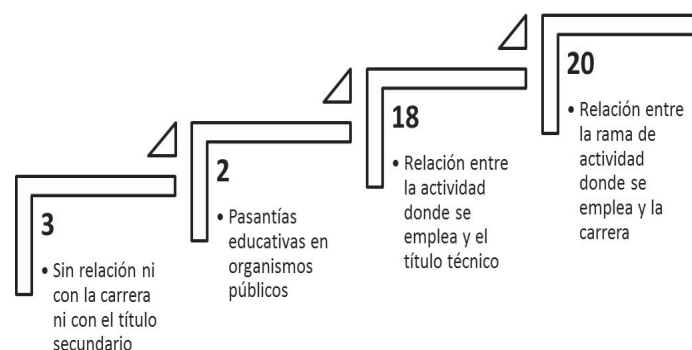 3
• Sin relación ni
con la carrera
ni con el título
secundario
2
• Pasantías
educativas en
organismos
públicos
18
• Relación entre
la actividad
donde se
emplea y el
título técnico
20
• Relación entre
la rama de
actividad
donde se
emplea y la
carrera